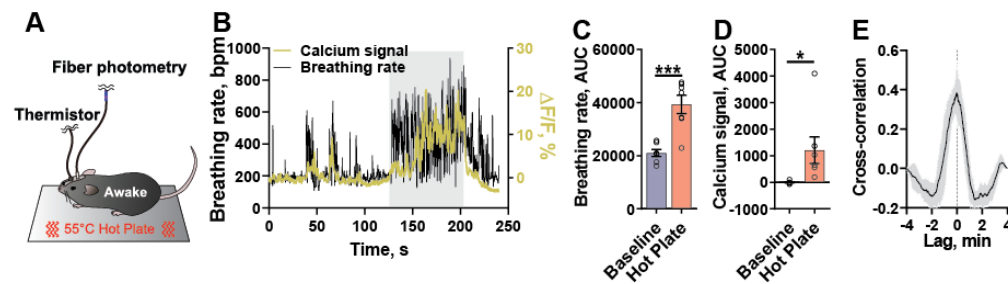 A
Fiber photometry
Thermistor
Awake
55°C Hot Plate
B
Calcium signal
Breathing rate
Breathing rate, bpm
1000
800
600
400
200
0
30
20
10
0
ΔF/F, %
0 50 100 150 200 250
Time, s
C
Breathing rate, AUC
60000
40000
20000
0
***
Baseline
Hot Plate
D
Calcium signal, AUC
5000
4000
3000
2000
1000
0
-1000
*
Baseline
Hot Plate
E
Cross-correlation
0.6
0.4
0.2
0.0
-0.2
-4 -2 0 2 4
Lag, min